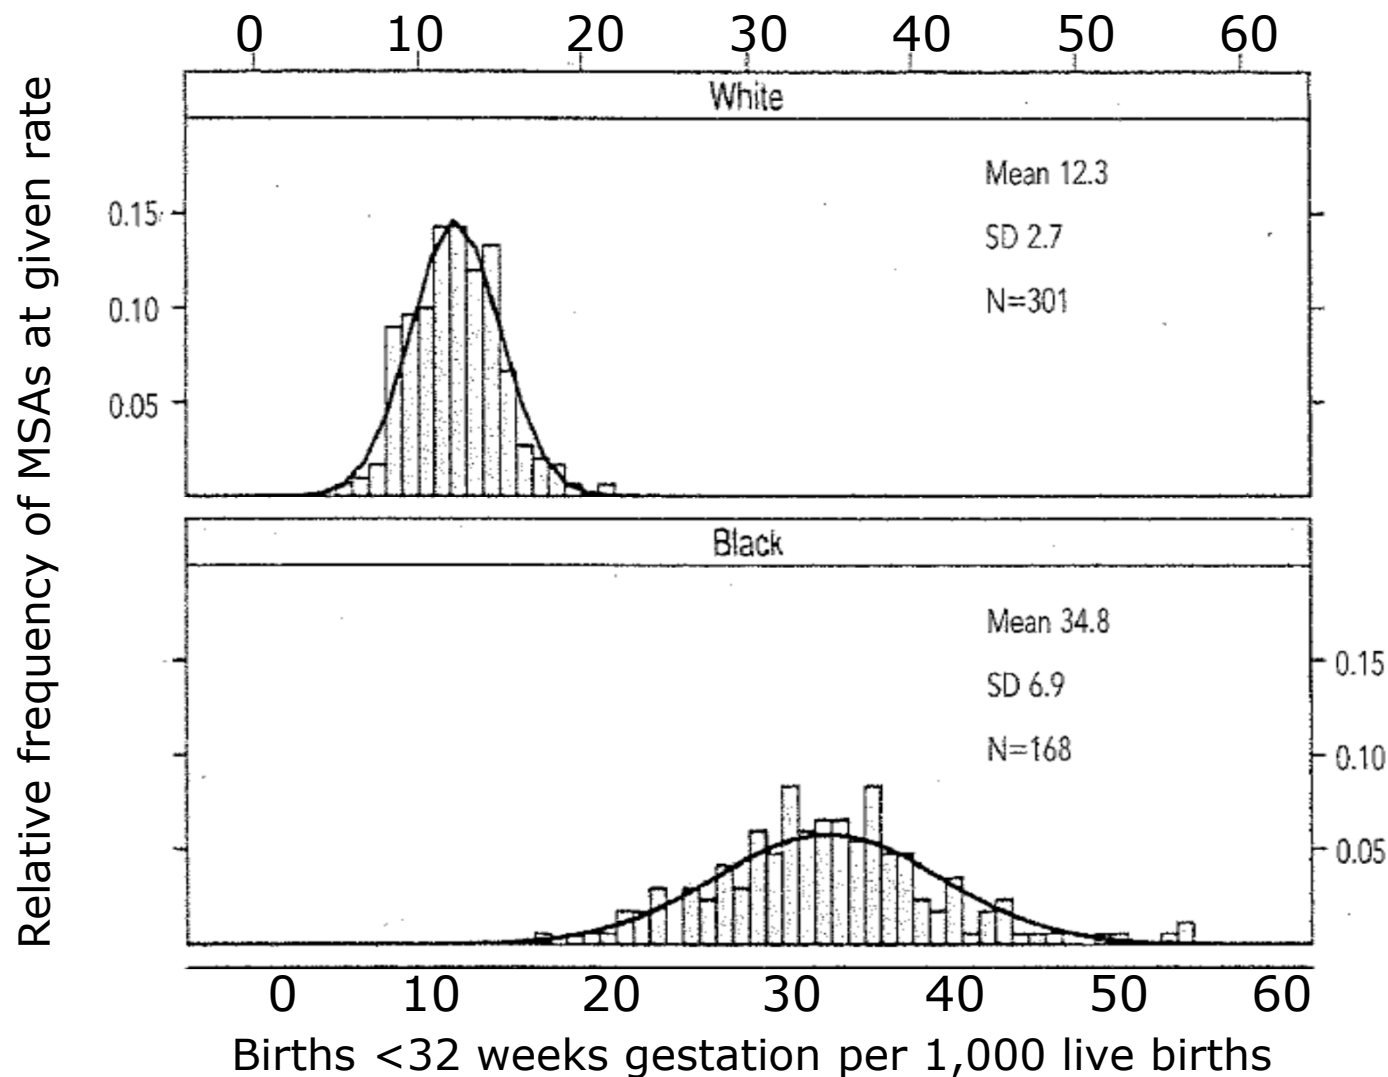 0 10 20 30 40 50 60
White
Mean 12.3
SD 2.7
N=301
0.15
0.10
0.05
Relative frequency of MSAs at given rate
Black
Mean 34.8
SD 6.9
N=168
0.15
0.10
0.05
0 10 20 30 40 50 60
Births <32 weeks gestation per 1,000 live births